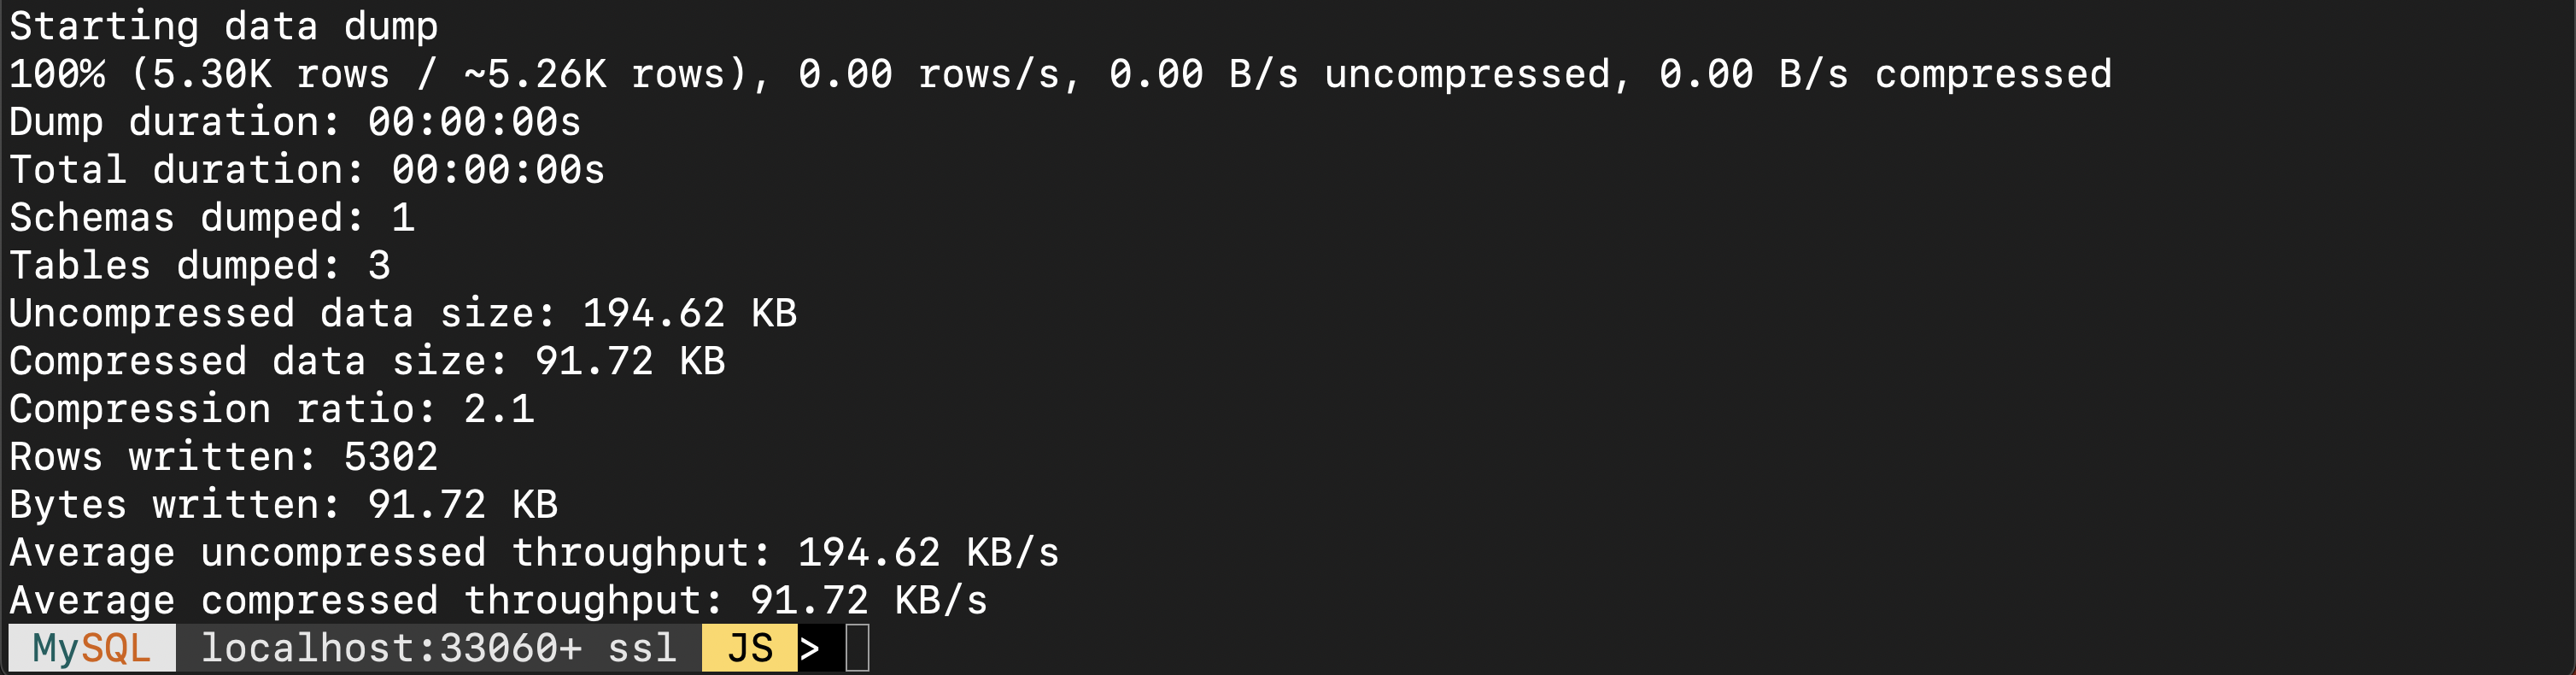 Starting data dump
100% (5.30K rows / ~5.26K rows), 0.00 rows/s, 0.00 B/s uncompressed, 0.00 B/s compressed
Dump duration: 00:00:00s
Total duration: 00:00:00s
Schemas dumped: 1
Tables dumped: 3
Uncompressed data size: 194.62 KB
Compressed data size: 91.72 KB
Compression ratio: 2.1
Rows written: 5302
Bytes written: 91.72 KB
Average uncompressed throughput: 194.62 KB/s
Average compressed throughput: 91.72 KB/s
MySQL localhost:33060+ ssl JS >